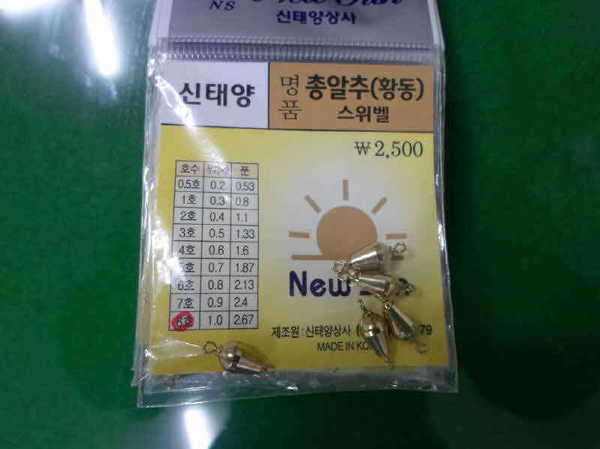 NS
신태양상사
신태양
명품
총알추(황동)
스위벨
₩2,500
호수 푼
0.5호 0.2 0.53
1호 0.3 0.8
2호 0.4 1.1
3호 0.5 1.33
4호 0.6 1.6
5호 0.7 1.87
6호 0.8 2.13
7호 0.9 2.4
8호 1.0 2.67
New
제조원:신태양상사 79
MADE IN